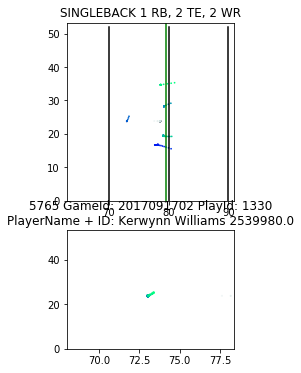 SINGLEBACK 1 RB, 2 TE, 2 WR
50
40
30
20
10
0
70 80 90
5765 GameId: 2017091702 PlayId: 1330
PlayerName + ID: Kerwynn Williams 2539980.0
40
20
0
70.0 72.5 75.0 77.5